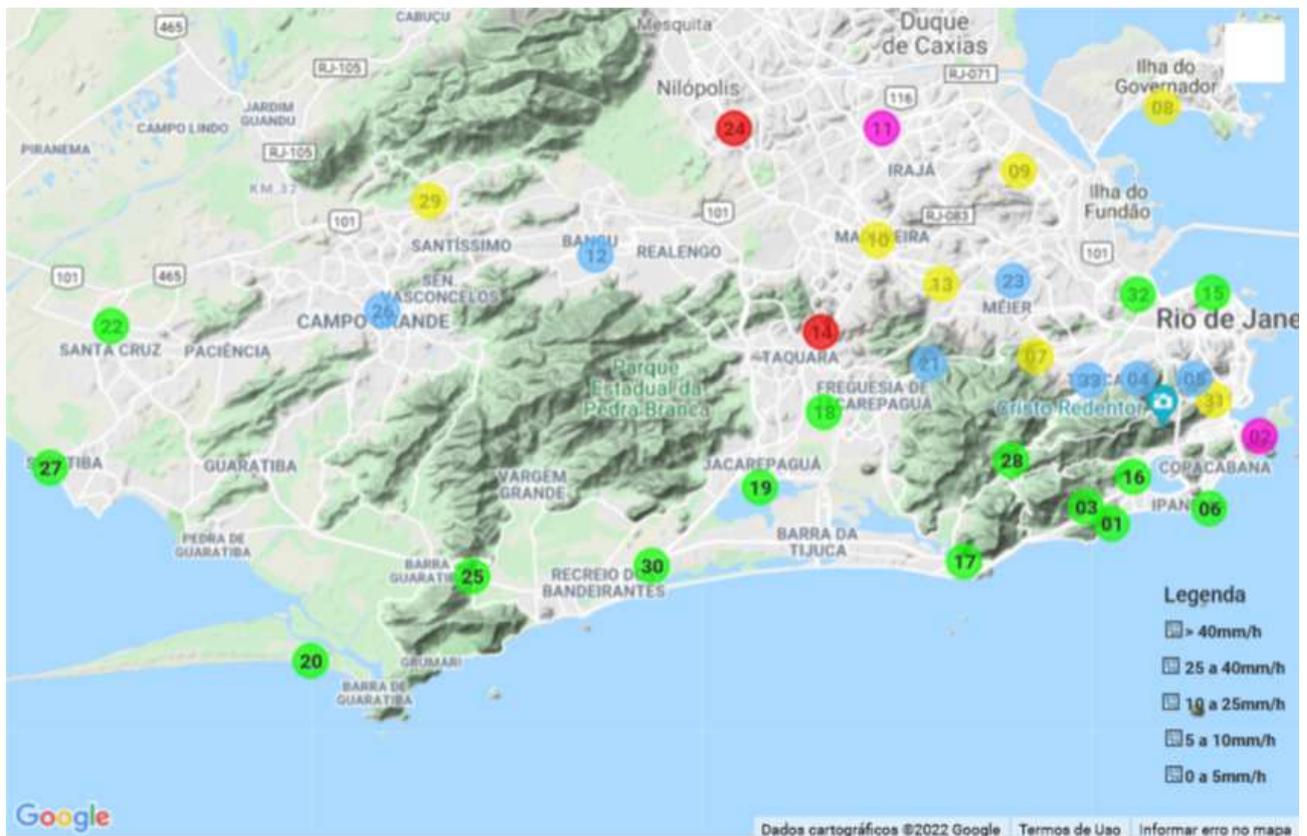 465
CABUÇU
Mesquita
Duque
de Caxias
RJ-105
RJ-071
Ilha do
Governador
08
Nilópolis
116
JARDIM
GUANDU
CAMPO LINDO
24
11
PIRANEMA
RJ-105
IRAJÁ
09
KM 32
29
101
Ilha do
Fundão
101
RJ-083
SANTÍSSIMO
BANGU
12
REALENGO
10
101
101
465
SEN.
VASCONCELOS
13
23
MÉIER
32
15
26
CAMPO GRANDE
22
SANTA CRUZ
PACIÊNCIA
14
TAQUARA
Rio de Jane
07
21
Parque
Estadual da
Pedra Branca
FREGUESIA DE
18
33
04
05
Cristo Redentor
31
02
27
GUARATIBA
VARGEM
GRANDE
JACAREPAGUÁ
19
28
COPACABANA
16
03
01
IPAN
06
PEDRA DE
GUARATIBA
BARRA DA
TIJUCA
17
BARRA
GUARATIB
25
RECREIO DOS
BANDEIRANTES
30
20
GRUMARI
BARRA DE
GUARATIBA
Legenda
> 40mm/h
25 a 40mm/h
10 a 25mm/h
5 a 10mm/h
0 a 5mm/h
Google
Dados cartográficos ©2022 Google
Termos de Uso
Informar erro no mapa